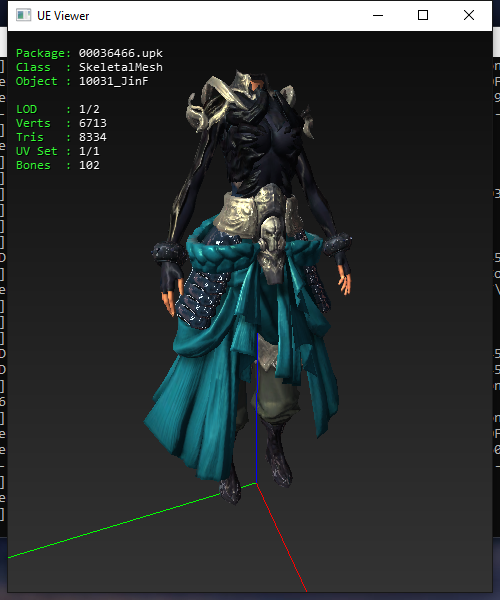 UE Viewer
Package: 00036466.upk
Class  : SkeletalMesh
Object : 10031_JinF
LOD    : 1/2
Verts  : 6713
Tris   : 8334
UV Set : 1/1
Bones  : 102